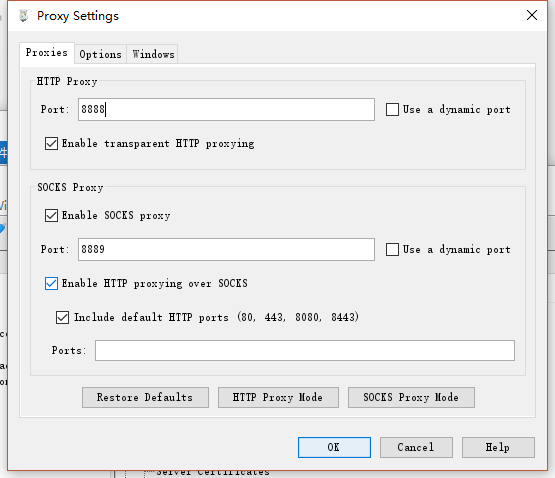 Proxy Settings
Proxies Options Windows
HTTP Proxy
Port: 8888 Use a dynamic port
Enable transparent HTTP proxying
SOCKS Proxy
Enable SOCKS proxy
Port: 8889 Use a dynamic port
Enable HTTP proxying over SOCKS
Include default HTTP ports (80, 443, 8080, 8443)
Ports:
Restore Defaults HTTP Proxy Mode SOCKS Proxy Mode
OK Cancel Help
Server Certificates